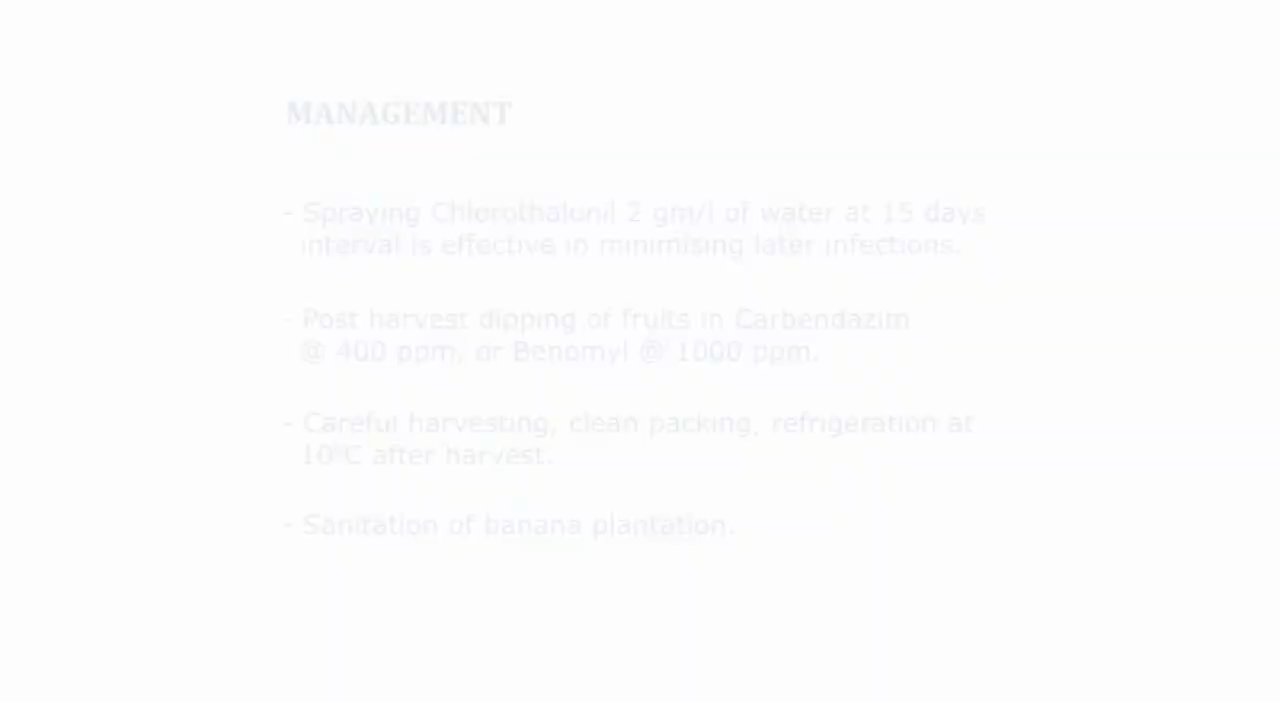 MANAGEMENT
- Spraying Chlorothalonil 2 gm/l of water at 15 days
interval is effective in minimising later infections.
- Post harvest dipping of fruits in Carbendazim
@ 400 ppm, or Benomyl @ 1000 ppm.
- Careful harvesting, clean packing, refrigeration at
10°C after harvest.
- Sanitation of banana plantation.